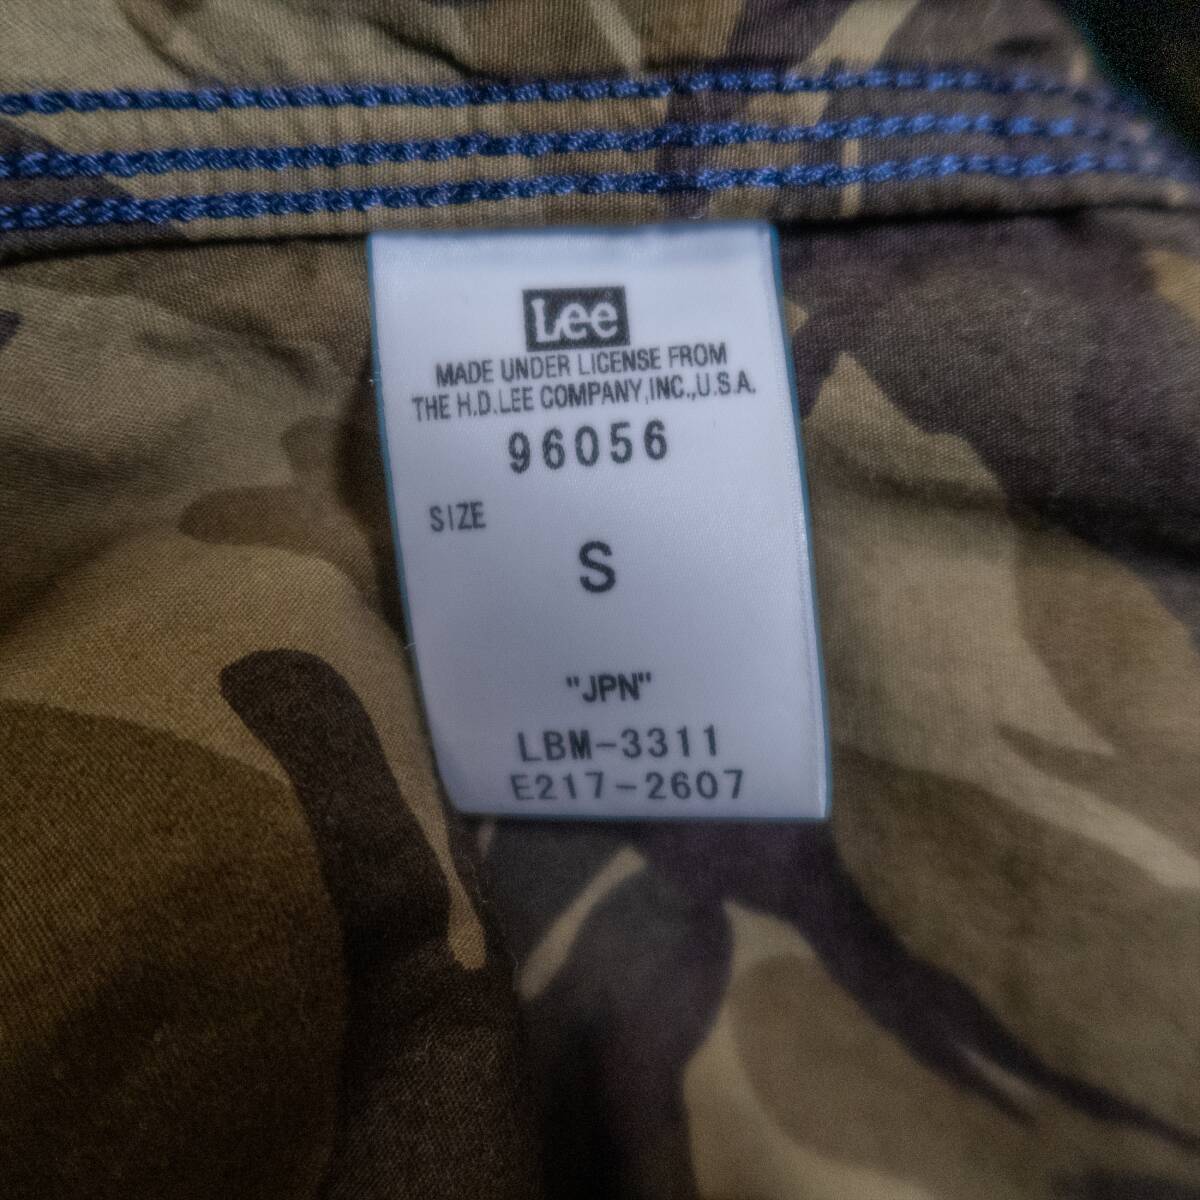 Lee
MADE UNDER LICENSE FROM
THE H.D.LEE COMPANY,INC.,U.S.A.
96056
SIZE
S
"JPN"
LBM-3311
E217-2607